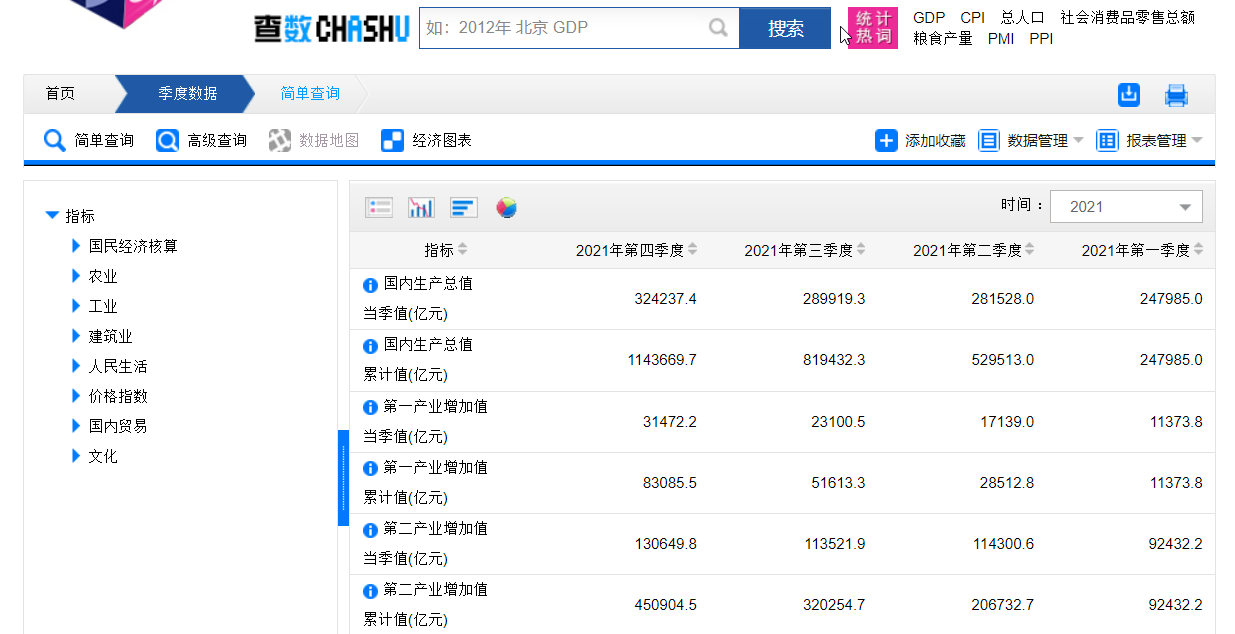 查数CHASHU
如：2012年 北京 GDP
搜索
统计
热词
GDP CPI 总人口 社会消费品零售总额
粮食产量 PMI PPI
首页 季度数据 简单查询
简单查询 高级查询 数据地图 经济图表 添加收藏 数据管理 报表管理
时间： 2021
指标
国民经济核算
农业
工业
建筑业
人民生活
价格指数
国内贸易
文化
指标 2021年第四季度 2021年第三季度 2021年第二季度 2021年第一季度
国内生产总值
当季值(亿元) 324237.4 289919.3 281528.0 247985.0
国内生产总值
累计值(亿元) 1143669.7 819432.3 529513.0 247985.0
第一产业增加值
当季值(亿元) 31472.2 23100.5 17139.0 11373.8
第一产业增加值
累计值(亿元) 83085.5 51613.3 28512.8 11373.8
第二产业增加值
当季值(亿元) 130649.8 113521.9 114300.6 92432.2
第二产业增加值
累计值(亿元) 450904.5 320254.7 206732.7 92432.2